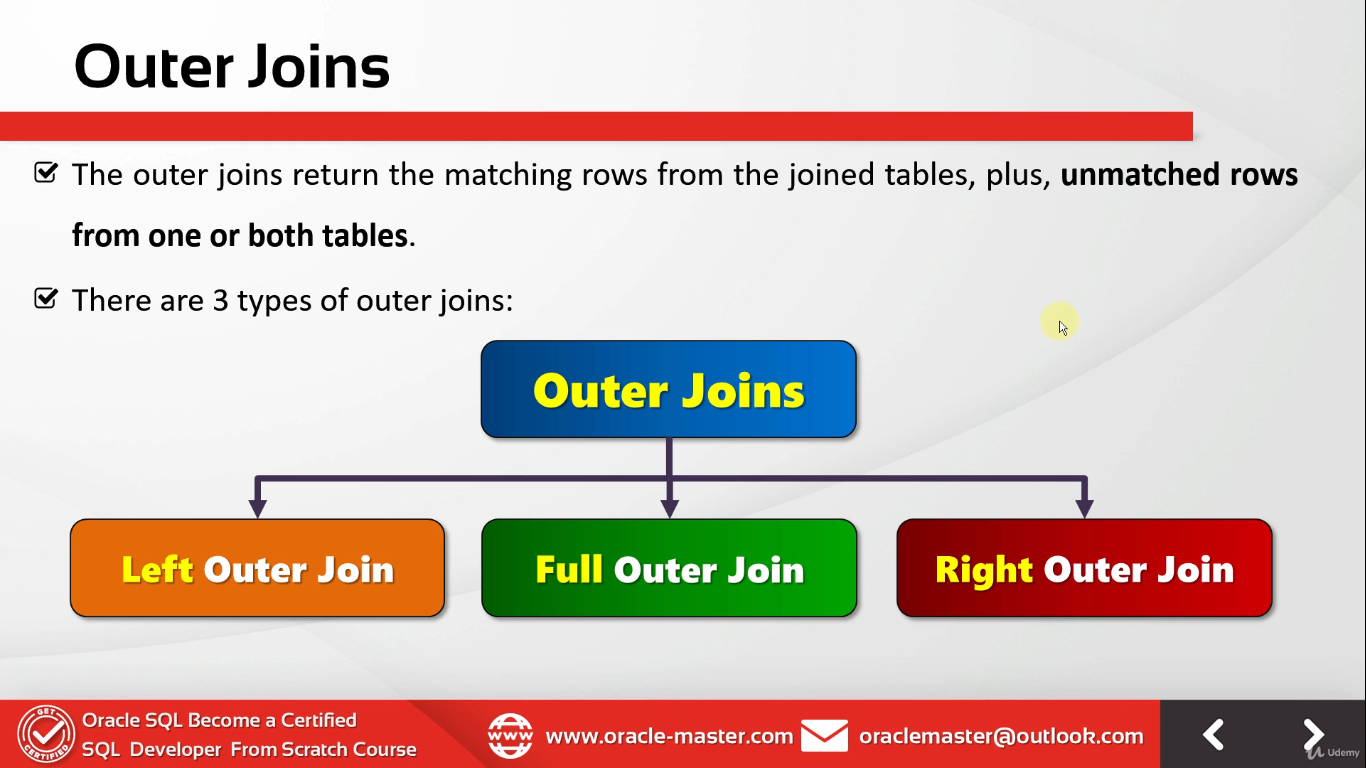 Outer Joins
The outer joins return the matching rows from the joined tables, plus, unmatched rows
from one or both tables.
There are 3 types of outer joins:
Outer Joins
Left Outer Join
Full Outer Join
Right Outer Join
GET
CERTIFIED
Oracle SQL Become a Certified
SQL Developer From Scratch Course
www
www.oracle-master.com
oraclemaster@outlook.com
Udemy